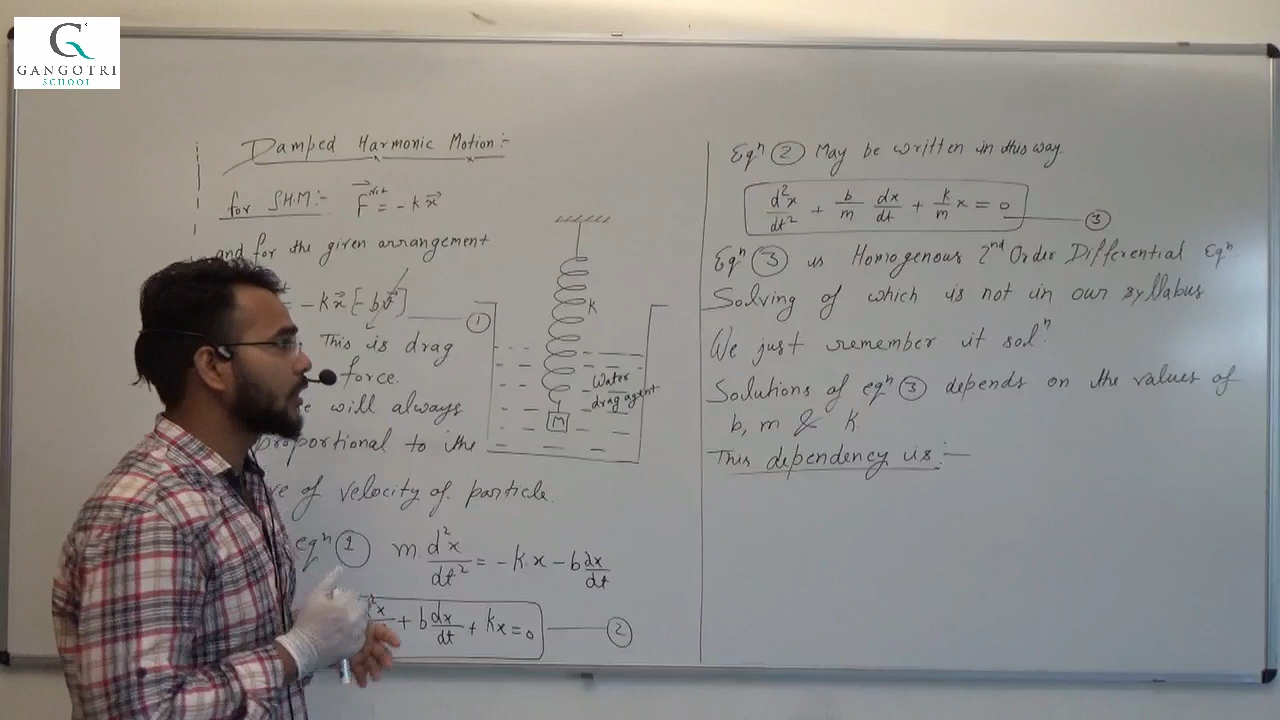 GANGOTRI
SCHOOL
Damped Harmonic Motion:-
for S.H.M:- F⃗ᴺᵉᵗ = -kx⃗
and for the given arrangement
- kx⃗ [- bv⃗] ①
This is drag
force.
will always
proportional to the
of velocity of particle.
eqⁿ ① m d²x/dt² = - k x - b dx/dt
+ b dx/dt + kx = 0 ②
K
Water
drag agent
M
Eqⁿ ② May be written in this way.
d²x/dt² + b/m dx/dt + k/m x = 0 ③
Eqⁿ ③ is Homogenous 2nd Order Differential Eqⁿ.
Solving of which is not in our syllabus
We just remember it solⁿ.
Solutions of eqⁿ ③ depends on the values of
b, m & k
This dependency is:-